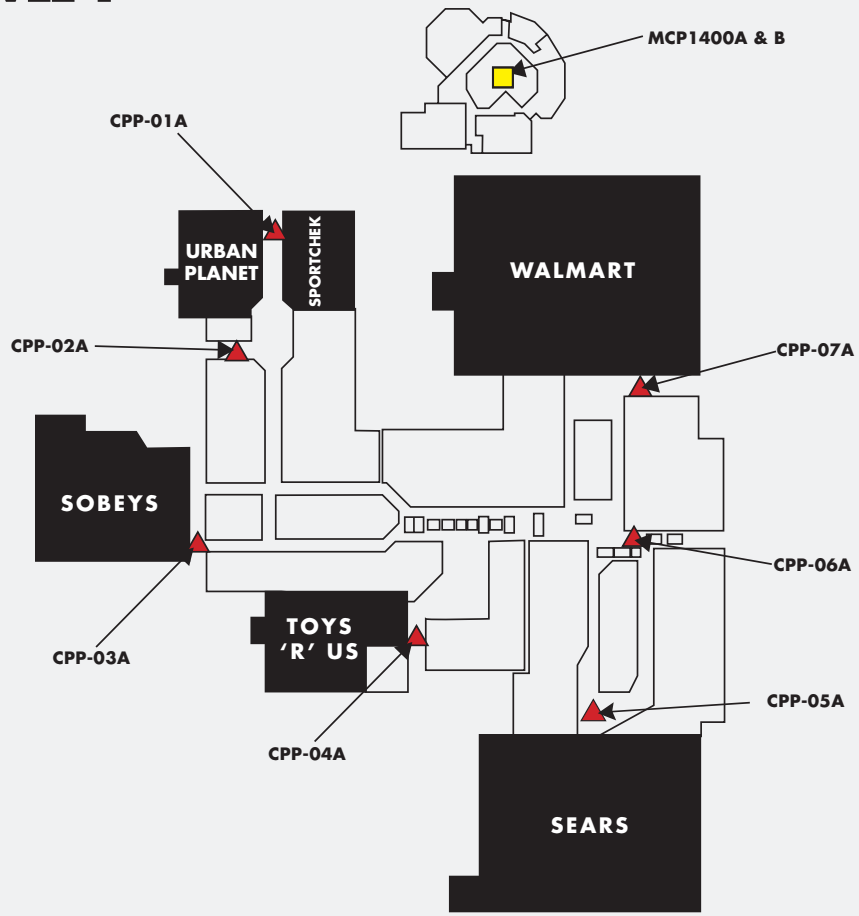 MCP1400A & B
CPP-01A
URBAN
PLANET
SPORTCHEK
WALMART
CPP-02A
CPP-07A
SOBEYS
CPP-06A
TOYS
‘R’ US
CPP-03A
CPP-05A
CPP-04A
SEARS